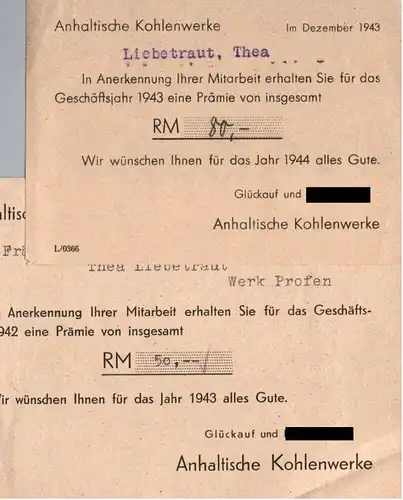 Anhaltische Kohlenwerke Im Dezember 1943
Liebetraut, Thea
In Anerkennung Ihrer Mitarbeit erhalten Sie für das
Geschäftsjahr 1943 eine Prämie von insgesamt
RM 80,-
Wir wünschen Ihnen für das Jahr 1944 alles Gute.
Glückauf und
Anhaltische Kohlenwerke
L/0366
Thea Liebetraut
Werk Profen
Anerkennung Ihrer Mitarbeit erhalten Sie für das Geschäfts-
942 eine Prämie von insgesamt
RM 50,--/
ir wünschen Ihnen für das Jahr 1943 alles Gute.
Glückauf und
Anhaltische Kohlenwerke